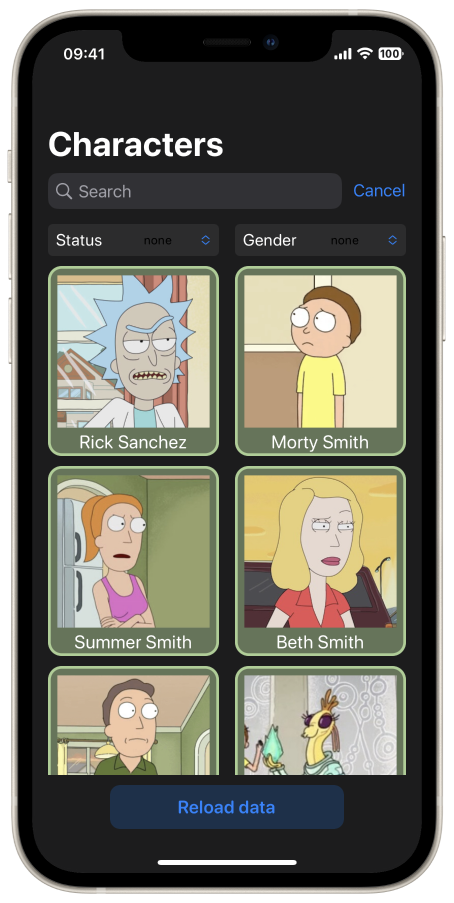 09:41
100
Characters
Search
Cancel
Status none
Gender none
Rick Sanchez
Morty Smith
Summer Smith
Beth Smith
Reload data